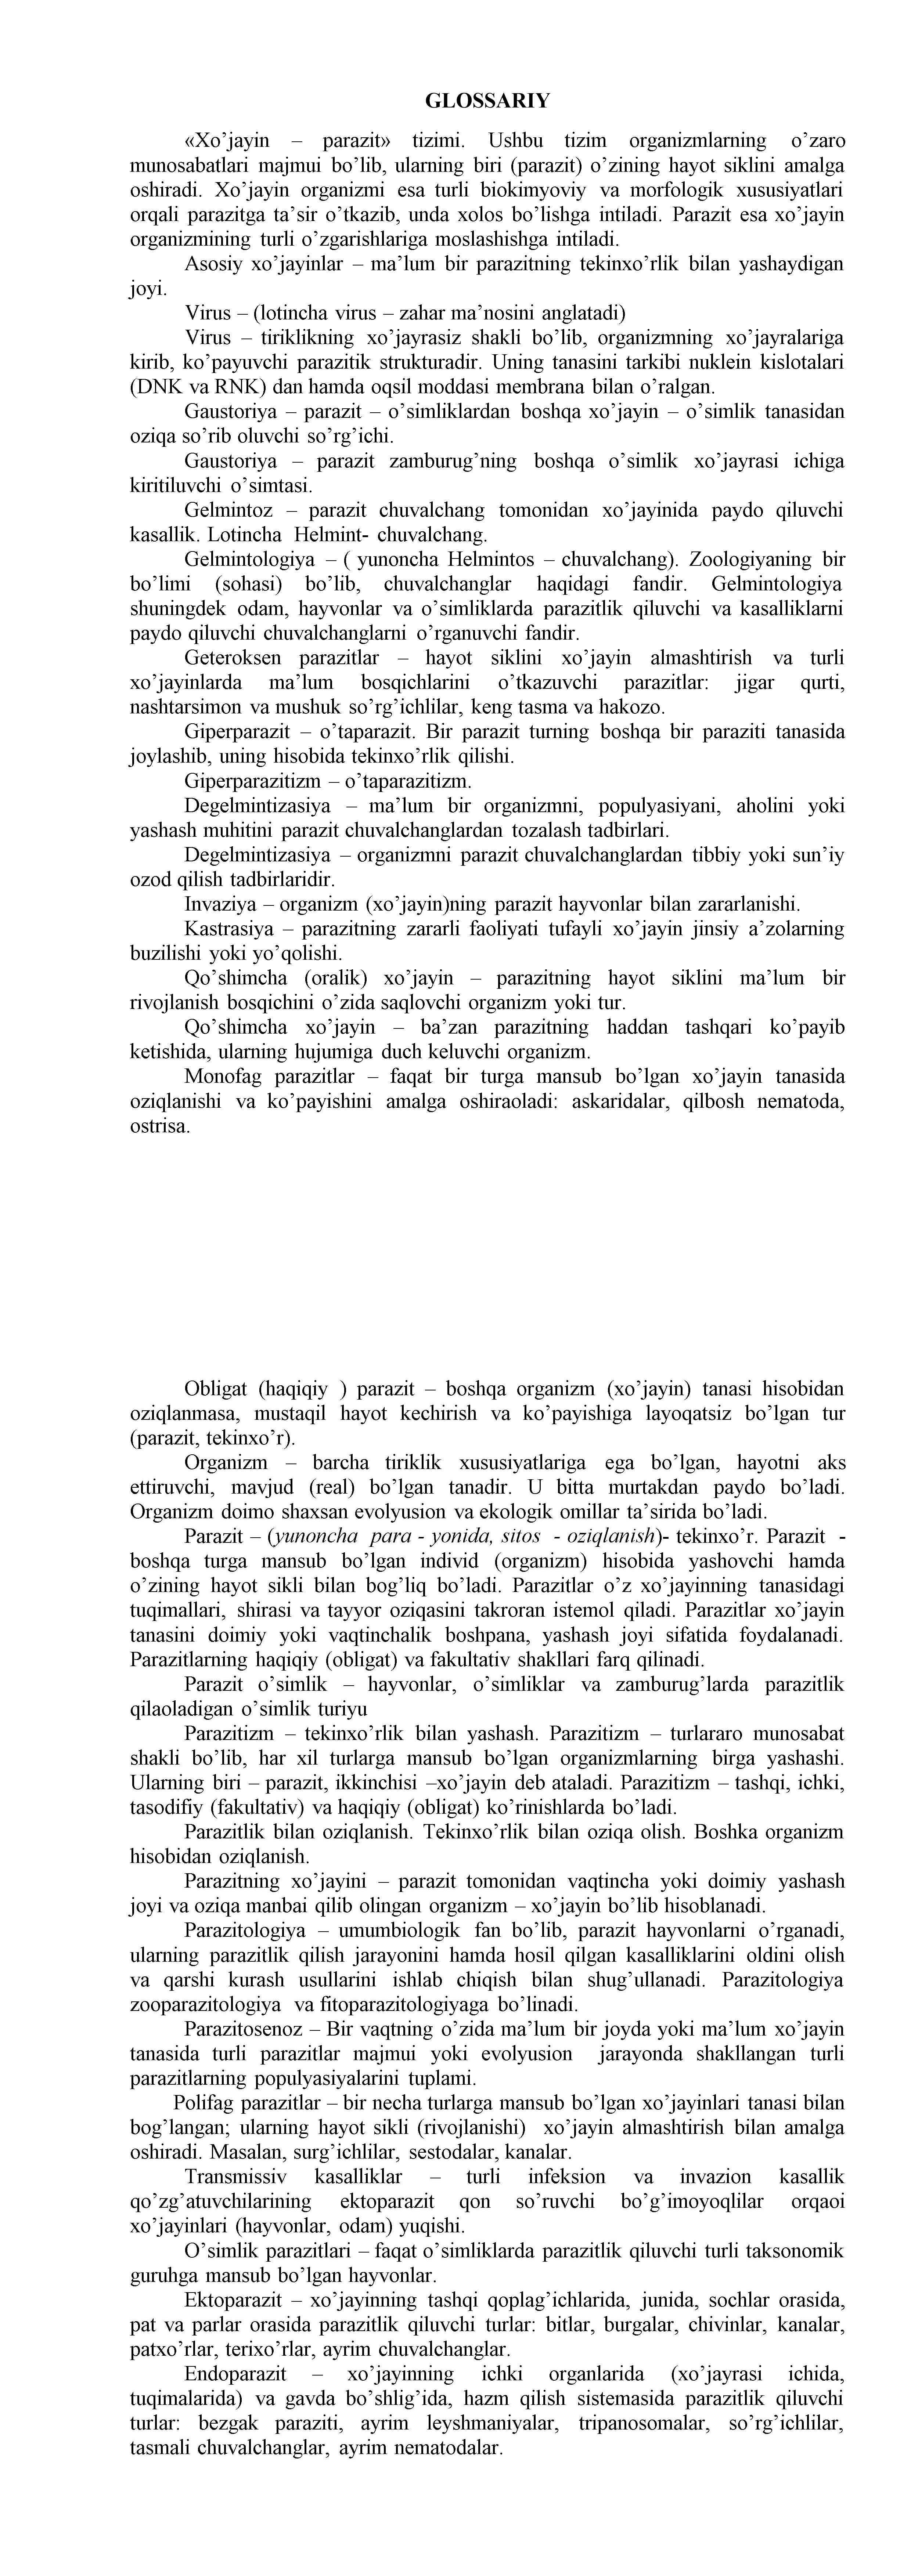 GLOSSARIY
«Xo’jayin – parazit» tizimi. Ushbu tizim organizmlarning o’zaro
munosabatlari majmui bo’lib, ularning biri (parazit) o’zining hayot siklini amalga
oshiradi. Xo’jayin organizmi esa turli biokimyoviy va morfologik xususiyatlari
orqali parazitga ta’sir o’tkazib, unda xolos bo’lishga intiladi. Parazit esa xo’jayin
organizmining turli o’zgarishlariga moslashishga intiladi.
Asosiy xo’jayinlar – ma’lum bir parazitning tekinxo’rlik bilan yashaydigan
joyi.
Virus – (lotincha virus – zahar ma’nosini anglatadi)
Virus – tiriklikning xo’jayrasiz shakli bo’lib, organizmning xo’jayralariga
kirib, ko’payuvchi parazitik strukturadir. Uning tanasini tarkibi nuklein kislotalari
(DNK va RNK) dan hamda oqsil moddasi membrana bilan o’ralgan.
Gaustoriya – parazit – o’simliklardan boshqa xo’jayin – o’simlik tanasidan
oziqa so’rib oluvchi so’rg’ichi.
Gaustoriya – parazit zamburug’ning boshqa o’simlik xo’jayrasi ichiga
kiritiluvchi o’simtasi.
Gelmintoz – parazit chuvalchang tomonidan xo’jayinida paydo qiluvchi
kasallik. Lotincha Helmint- chuvalchang.
Gelmintologiya – ( yunoncha Helmintos – chuvalchang). Zoologiyaning bir
bo’limi (sohasi) bo’lib, chuvalchanglar haqidagi fandir. Gelmintologiya
shuningdek odam, hayvonlar va o’simliklarda parazitlik qiluvchi va kasalliklarni
paydo qiluvchi chuvalchanglarni o’rganuvchi fandir.
Geteroksen parazitlar – hayot siklini xo’jayin almashtirish va turli
xo’jayinlarda ma’lum bosqichlarini o’tkazuvchi parazitlar: jigar qurti,
nashtarsimon va mushuk so’rg’ichlilar, keng tasma va hakozo.
Giperparazit – o’taparazit. Bir parazit turning boshqa bir paraziti tanasida
joylashib, uning hisobida tekinxo’rlik qilishi.
Giperparazitizm – o’taparazitizm.
Degelmintizasiya – ma’lum bir organizmni, populyasiyani, aholini yoki
yashash muhitini parazit chuvalchanglardan tozalash tadbirlari.
Degelmintizasiya – organizmni parazit chuvalchanglardan tibbiy yoki sun’iy
ozod qilish tadbirlaridir.
Invaziya – organizm (xo’jayin)ning parazit hayvonlar bilan zararlanishi.
Kastrasiya – parazitning zararli faoliyati tufayli xo’jayin jinsiy a’zolarning
buzilishi yoki yo’qolishi.
Qo’shimcha (oralik) xo’jayin – parazitning hayot siklini ma’lum bir
rivojlanish bosqichini o’zida saqlovchi organizm yoki tur.
Qo’shimcha xo’jayin – ba’zan parazitning haddan tashqari ko’payib
ketishida, ularning hujumiga duch keluvchi organizm.
Monofag parazitlar – faqat bir turga mansub bo’lgan xo’jayin tanasida
oziqlanishi va ko’payishini amalga oshiraoladi: askaridalar, qilbosh nematoda,
ostrisa.
Obligat (haqiqiy ) parazit – boshqa organizm (xo’jayin) tanasi hisobidan
oziqlanmasa, mustaqil hayot kechirish va ko’payishiga layoqatsiz bo’lgan tur
(parazit, tekinxo’r).
Organizm – barcha tiriklik xususiyatlariga ega bo’lgan, hayotni aks
ettiruvchi, mavjud (real) bo’lgan tanadir. U bitta murtakdan paydo bo’ladi.
Organizm doimo shaxsan evolyusion va ekologik omillar ta’sirida bo’ladi.
Parazit – (yunoncha para - yonida, sitos - oziqlanish)- tekinxo’r. Parazit -
boshqa turga mansub bo’lgan individ (organizm) hisobida yashovchi hamda
o’zining hayot sikli bilan bog’liq bo’ladi. Parazitlar o’z xo’jayinning tanasidagi
tuqimallari, shirasi va tayyor oziqasini takroran istemol qiladi. Parazitlar xo’jayin
tanasini doimiy yoki vaqtinchalik boshpana, yashash joyi sifatida foydalanadi.
Parazitlarning haqiqiy (obligat) va fakultativ shakllari farq qilinadi.
Parazit o’simlik – hayvonlar, o’simliklar va zamburug’larda parazitlik
qilaoladigan o’simlik turiyu
Parazitizm – tekinxo’rlik bilan yashash. Parazitizm – turlararo munosabat
shakli bo’lib, har xil turlarga mansub bo’lgan organizmlarning birga yashashi.
Ularning biri – parazit, ikkinchisi –xo’jayin deb ataladi. Parazitizm – tashqi, ichki,
tasodifiy (fakultativ) va haqiqiy (obligat) ko’rinishlarda bo’ladi.
Parazitlik bilan oziqlanish. Tekinxo’rlik bilan oziqa olish. Boshka organizm
hisobidan oziqlanish.
Parazitning xo’jayini – parazit tomonidan vaqtincha yoki doimiy yashash
joyi va oziqa manbai qilib olingan organizm – xo’jayin bo’lib hisoblanadi.
Parazitologiya – umumbiologik fan bo’lib, parazit hayvonlarni o’rganadi,
ularning parazitlik qilish jarayonini hamda hosil qilgan kasalliklarini oldini olish
va qarshi kurash usullarini ishlab chiqish bilan shug’ullanadi. Parazitologiya
zooparazitologiya va fitoparazitologiyaga bo’linadi.
Parazitosenoz – Bir vaqtning o’zida ma’lum bir joyda yoki ma’lum xo’jayin
tanasida turli parazitlar majmui yoki evolyusion jarayonda shakllangan turli
parazitlarning populyasiyalarini tuplami.
Polifag parazitlar – bir necha turlarga mansub bo’lgan xo’jayinlari tanasi bilan
bog’langan; ularning hayot sikli (rivojlanishi) xo’jayin almashtirish bilan amalga
oshiradi. Masalan, surg’ichlilar, sestodalar, kanalar.
Transmissiv kasalliklar – turli infeksion va invazion kasallik
qo’zg’atuvchilarining ektoparazit qon so’ruvchi bo’g’imoyoqlilar orqaoi
xo’jayinlari (hayvonlar, odam) yuqishi.
O’simlik parazitlari – faqat o’simliklarda parazitlik qiluvchi turli taksonomik
guruhga mansub bo’lgan hayvonlar.
Ektoparazit – xo’jayinning tashqi qoplag’ichlarida, junida, sochlar orasida,
pat va parlar orasida parazitlik qiluvchi turlar: bitlar, burgalar, chivinlar, kanalar,
patxo’rlar, terixo’rlar, ayrim chuvalchanglar.
Endoparazit – xo’jayinning ichki organlarida (xo’jayrasi ichida,
tuqimalarida) va gavda bo’shlig’ida, hazm qilish sistemasida parazitlik qiluvchi
turlar: bezgak paraziti, ayrim leyshmaniyalar, tripanosomalar, so’rg’ichlilar,
tasmali chuvalchanglar, ayrim nematodalar.